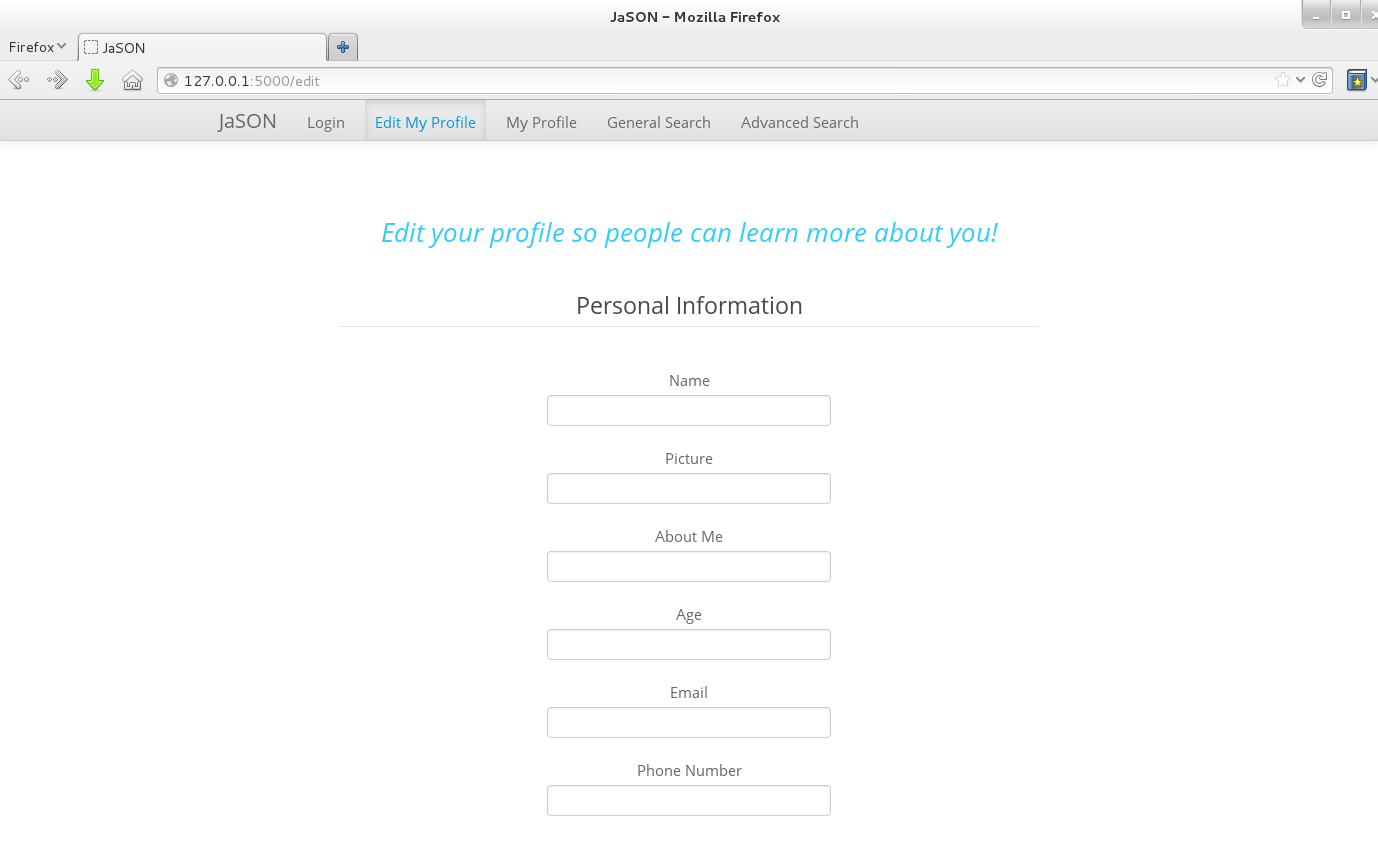 JaSON - Mozilla Firefox
Firefox
JaSON
127.0.0.1:5000/edit
JaSON Login Edit My Profile My Profile General Search Advanced Search
Edit your profile so people can learn more about you!
Personal Information
Name
Picture
About Me
Age
Email
Phone Number